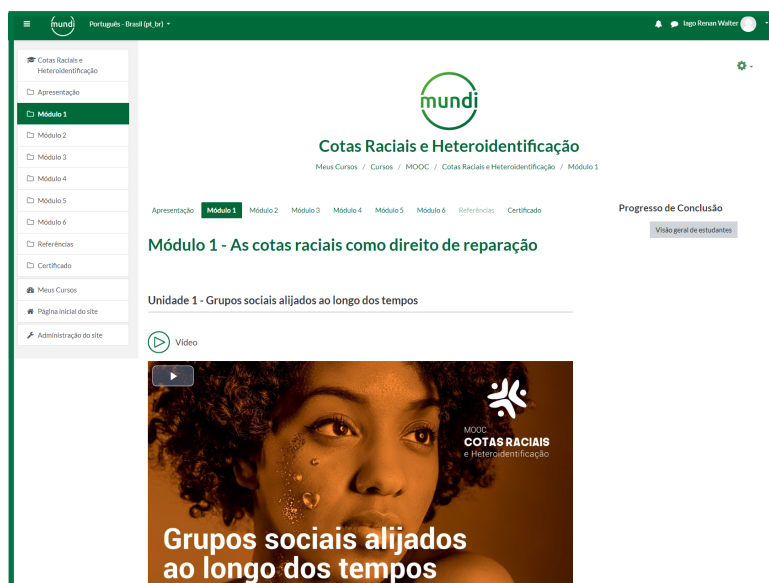 mundi
Português - Brasil (pt_br)
Iago Renan Walter
Cotas Raciais e
Heteroidentificação
Apresentação
Módulo 1
Módulo 2
Módulo 3
Módulo 4
Módulo 5
Módulo 6
Referências
Certificado
Meus Cursos
Página inicial do site
Administração do site
mundi
Cotas Raciais e Heteroidentificação
Meus Cursos / Cursos / MOOC / Cotas Raciais e Heteroidentificação / Módulo 1
Apresentação Módulo 1 Módulo 2 Módulo 3 Módulo 4 Módulo 5 Módulo 6 Referências Certificado
Módulo 1 - As cotas raciais como direito de reparação
Unidade 1 - Grupos sociais alijados ao longo dos tempos
Vídeo
MOOC
COTAS RACIAIS
e Heteroidentificação
Grupos sociais alijados
ao longo dos tempos
Progresso de Conclusão
Visão geral de estudantes